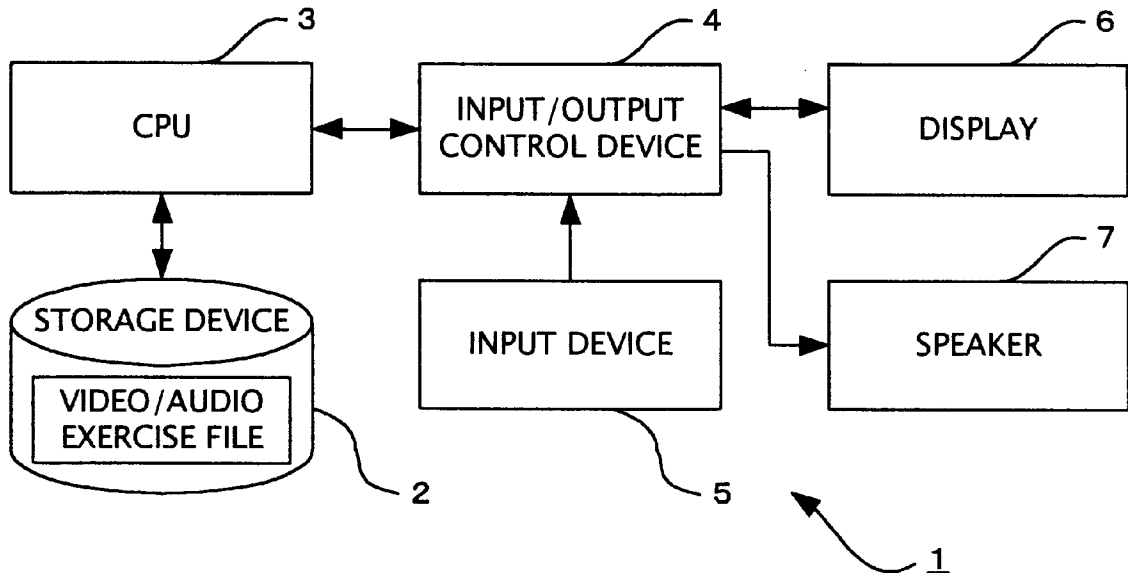 3
4
6
CPU
INPUT/OUTPUT
CONTROL DEVICE
DISPLAY
7
STORAGE DEVICE
VIDEO/AUDIO
EXERCISE FILE
INPUT DEVICE
SPEAKER
2
5
1